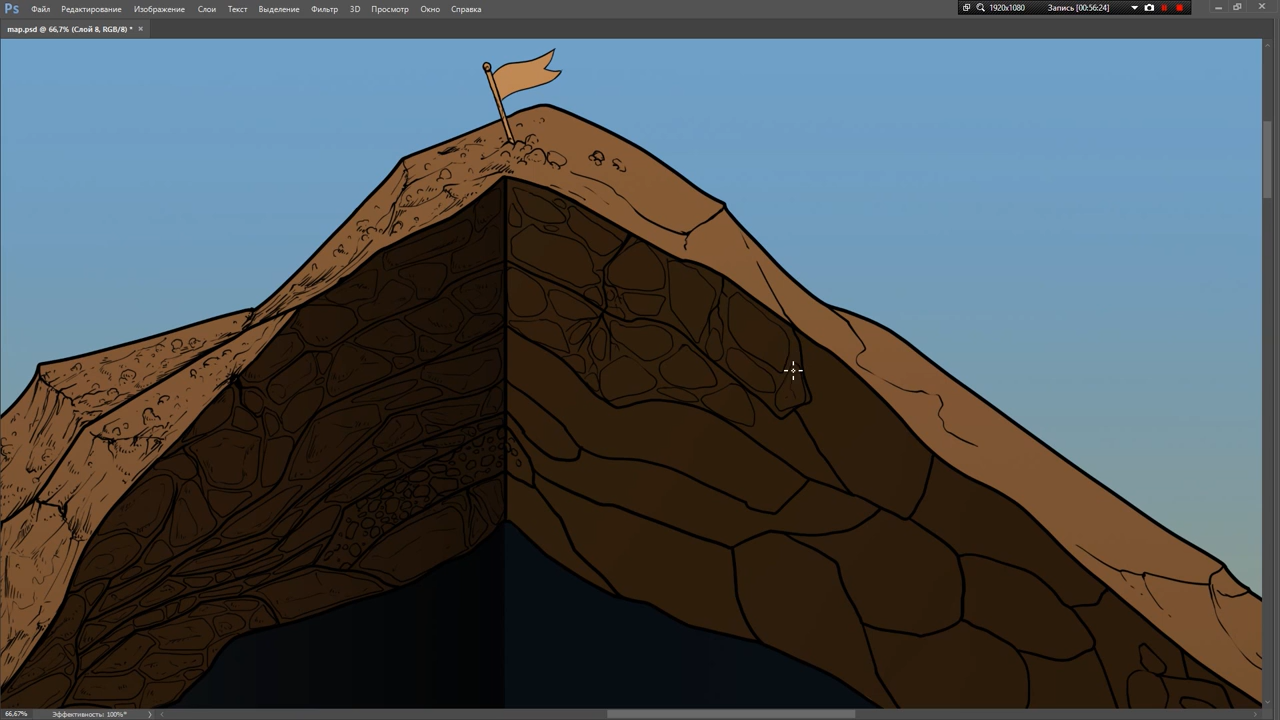 Ps Файл Редактирование Изображение Слои Текст Выделение Фильтр 3D Просмотр Окно Справка 1920x1080 Запись [00:56:24]
map.psd @ 66,7% (Слой 8, RGB/8) * ×
66,67% Эффективность: 100%*